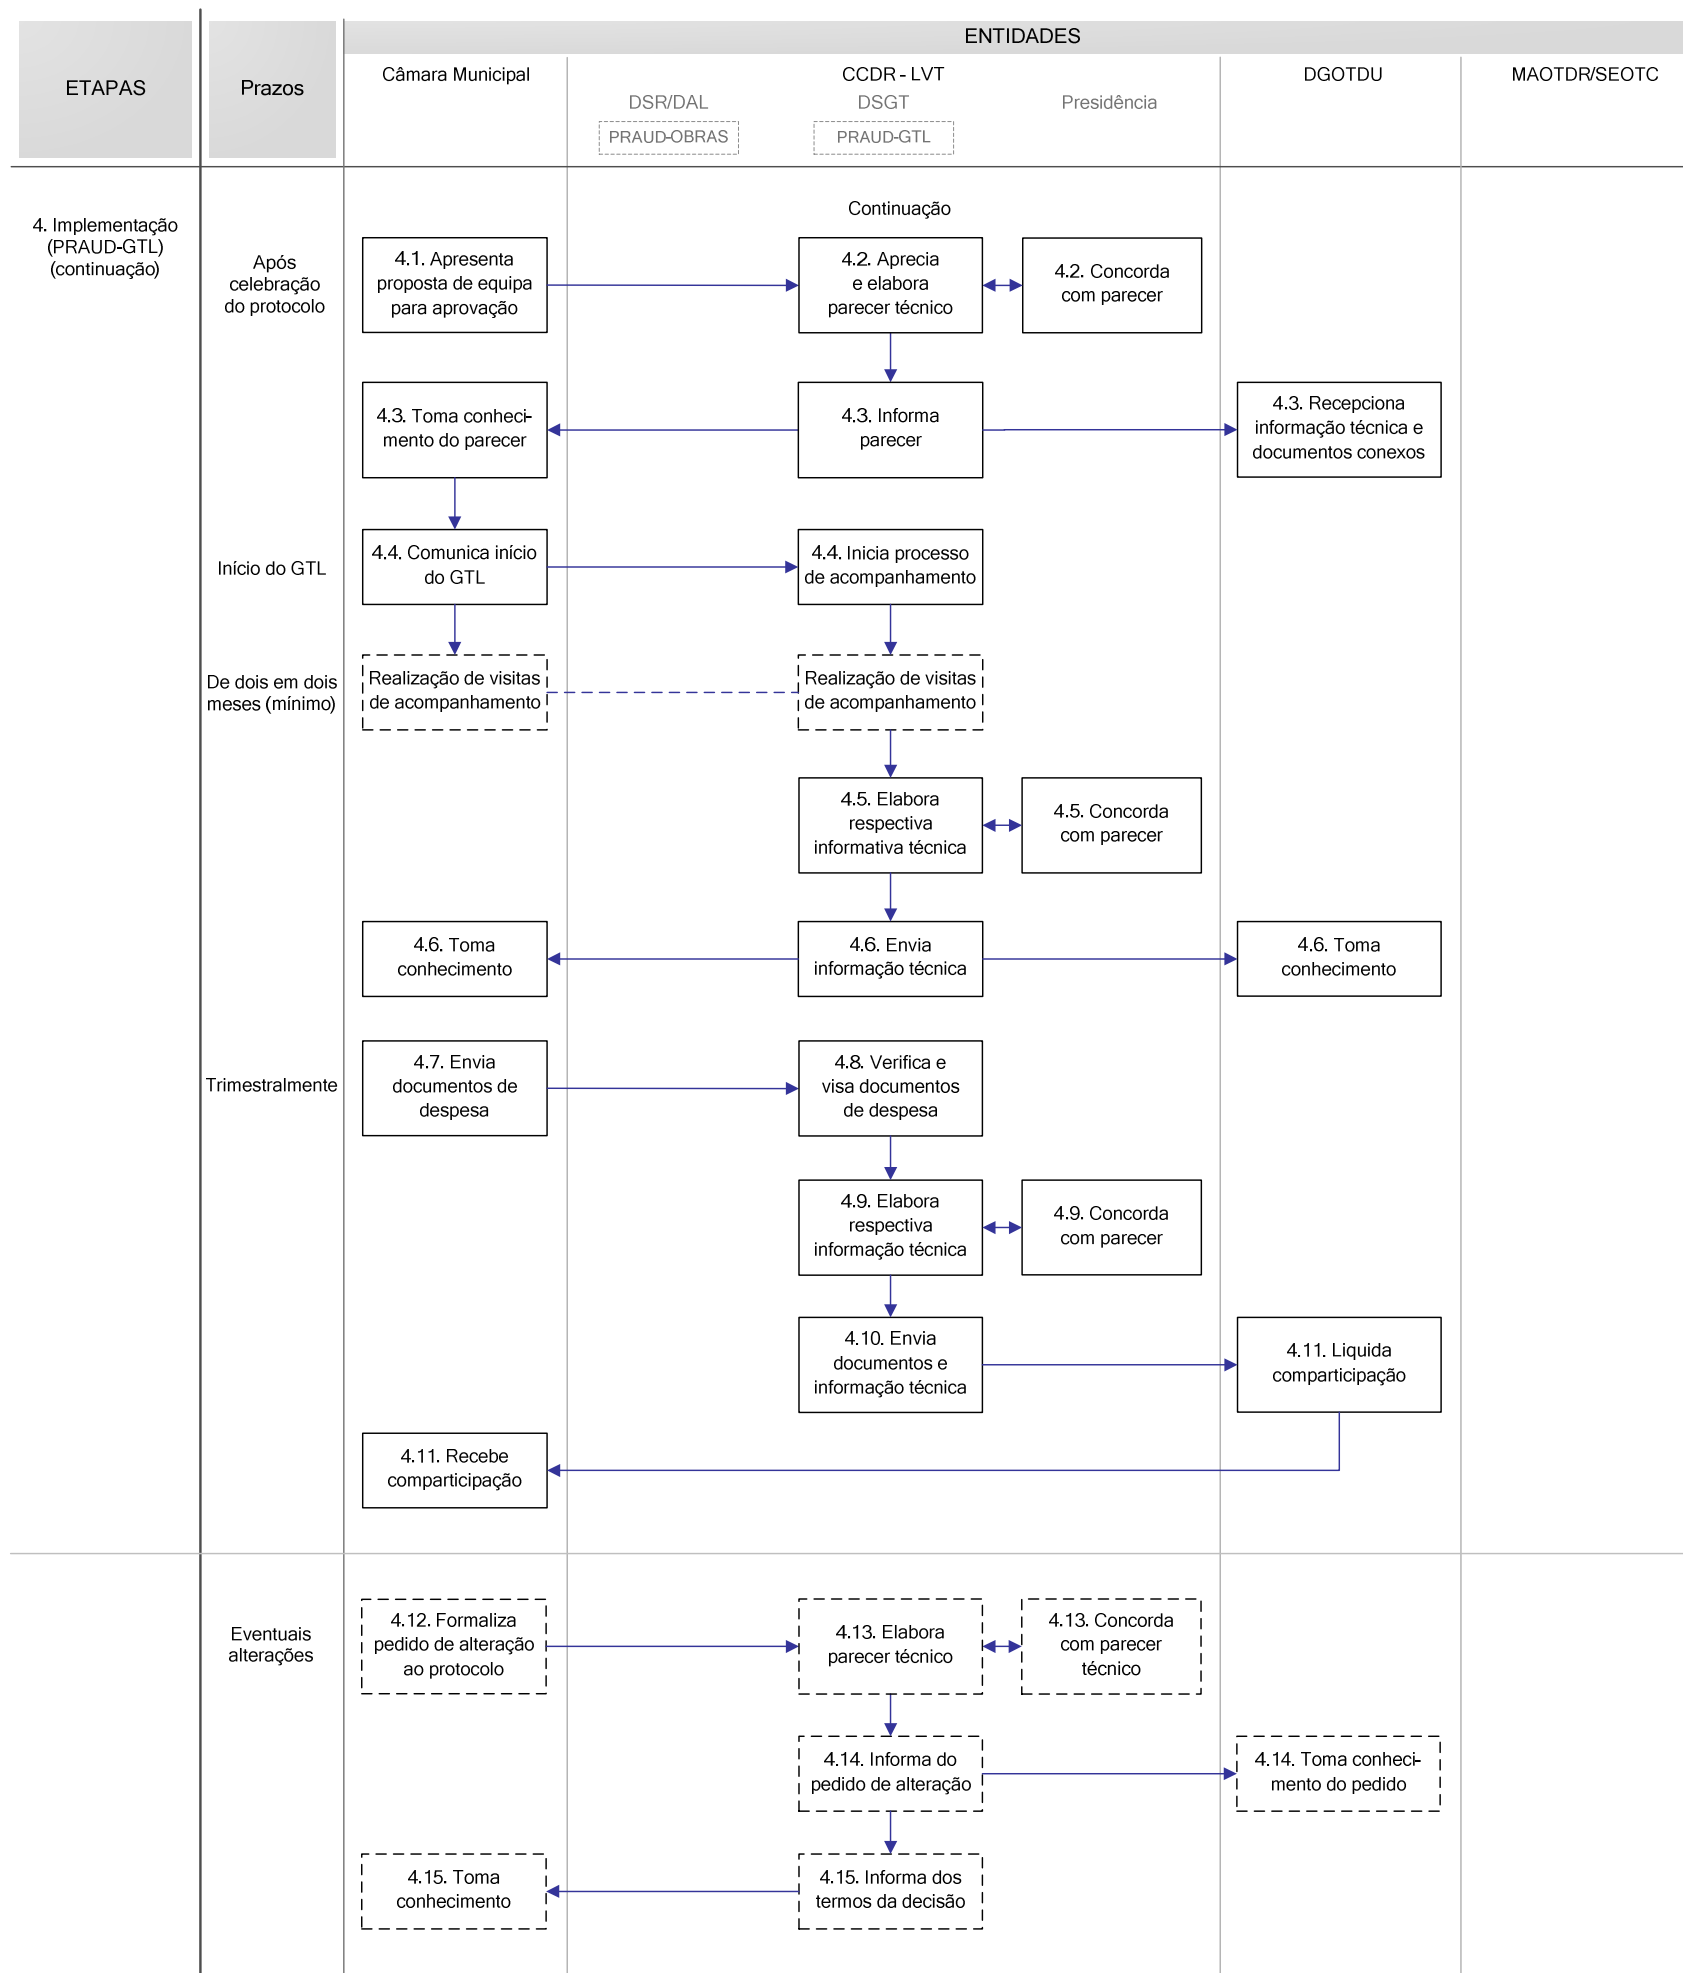 ENTIDADES
ETAPAS
Prazos
Câmara Municipal
CCDR - LVT
DGOTDU
MAOTDR/SEOTC
DSR/DAL
DSGT
Presidência
PRAUD-OBRAS
PRAUD-GTL
4. Implementação
(PRAUD-GTL)
(continuação)
Continuação
Após
celebração
do protocolo
4.1. Apresenta
proposta de equipa
para aprovação
4.2. Aprecia
e elabora
parecer técnico
4.2. Concorda
com parecer
4.3. Toma conheci-
mento do parecer
4.3. Informa
parecer
4.3. Recepciona
informação técnica e
documentos conexos
Início do GTL
4.4. Comunica início
do GTL
4.4. Inicia processo
de acompanhamento
De dois em dois
meses (mínimo)
Realização de visitas
de acompanhamento
Realização de visitas
de acompanhamento
4.5. Elabora
respectiva
informativa técnica
4.5. Concorda
com parecer
4.6. Toma
conhecimento
4.6. Envia
informação técnica
4.6. Toma
conhecimento
Trimestralmente
4.7. Envia
documentos de
despesa
4.8. Verifica e
visa documentos
de despesa
4.9. Elabora
respectiva
informação técnica
4.9. Concorda
com parecer
4.10. Envia
documentos e
informação técnica
4.11. Liquida
comparticipação
4.11. Recebe
comparticipação
Eventuais
alterações
4.12. Formaliza
pedido de alteração
ao protocolo
4.13. Elabora
parecer técnico
4.13. Concorda
com parecer
técnico
4.14. Informa do
pedido de alteração
4.14. Toma conheci-
mento do pedido
4.15. Toma
conhecimento
4.15. Informa dos
termos da decisão